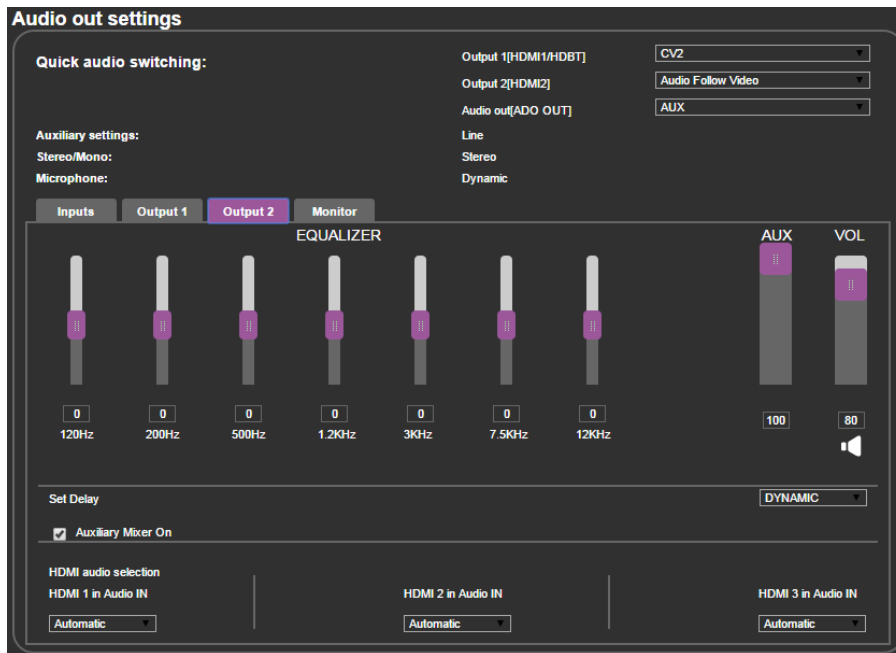 Audio out settings
Quick audio switching:
Output 1[HDMI1/HDBT] CV2
Output 2[HDMI2] Audio Follow Video
Audio out[ADO OUT] AUX
Auxiliary settings: Line
Stereo/Mono: Stereo
Microphone: Dynamic
Inputs Output 1 Output 2 Monitor
EQUALIZER AUX VOL
0 0 0 0 0 0 0 100 80
120Hz 200Hz 500Hz 1.2KHz 3KHz 7.5KHz 12KHz
Set Delay DYNAMIC
Auxiliary Mixer On
HDMI audio selection
HDMI 1 in Audio IN HDMI 2 in Audio IN HDMI 3 in Audio IN
Automatic Automatic Automatic